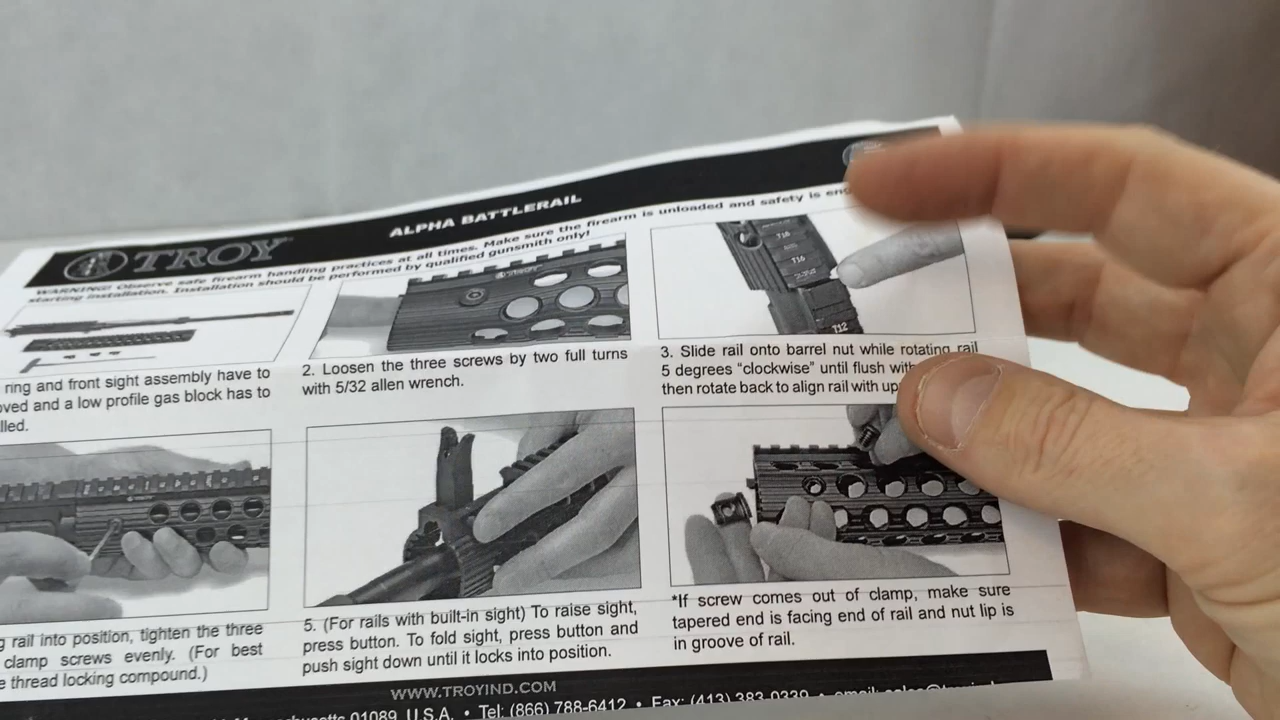 ALPHA BATTLERAIL
TROY
WARNING! Observe safe firearm handling practices at all times. Make sure the firearm is unloaded and safety is
starting installation. Installation should be performed by qualified gunsmith only!
TROY
T18
T16
T12
ring and front sight assembly have to
and a low profile gas block has to
2. Loosen the three screws by two full turns
with 5/32 allen wrench.
3. Slide rail onto barrel nut while rotating rail
5 degrees "clockwise" until flush with
then rotate back to align rail with
rail into position, tighten the three
clamp screws evenly. (For best
thread locking compound.)
5. (For rails with built-in sight) To raise sight,
press button. To fold sight, press button and
push sight down until it locks into position.
*If screw comes out of clamp, make sure
tapered end is facing end of rail and nut lip is
in groove of rail.
WWW.TROYIND.COM
01089, U.S.A. • Tel: (866) 788-6412 • Fax: (413) 383-0339 • email: